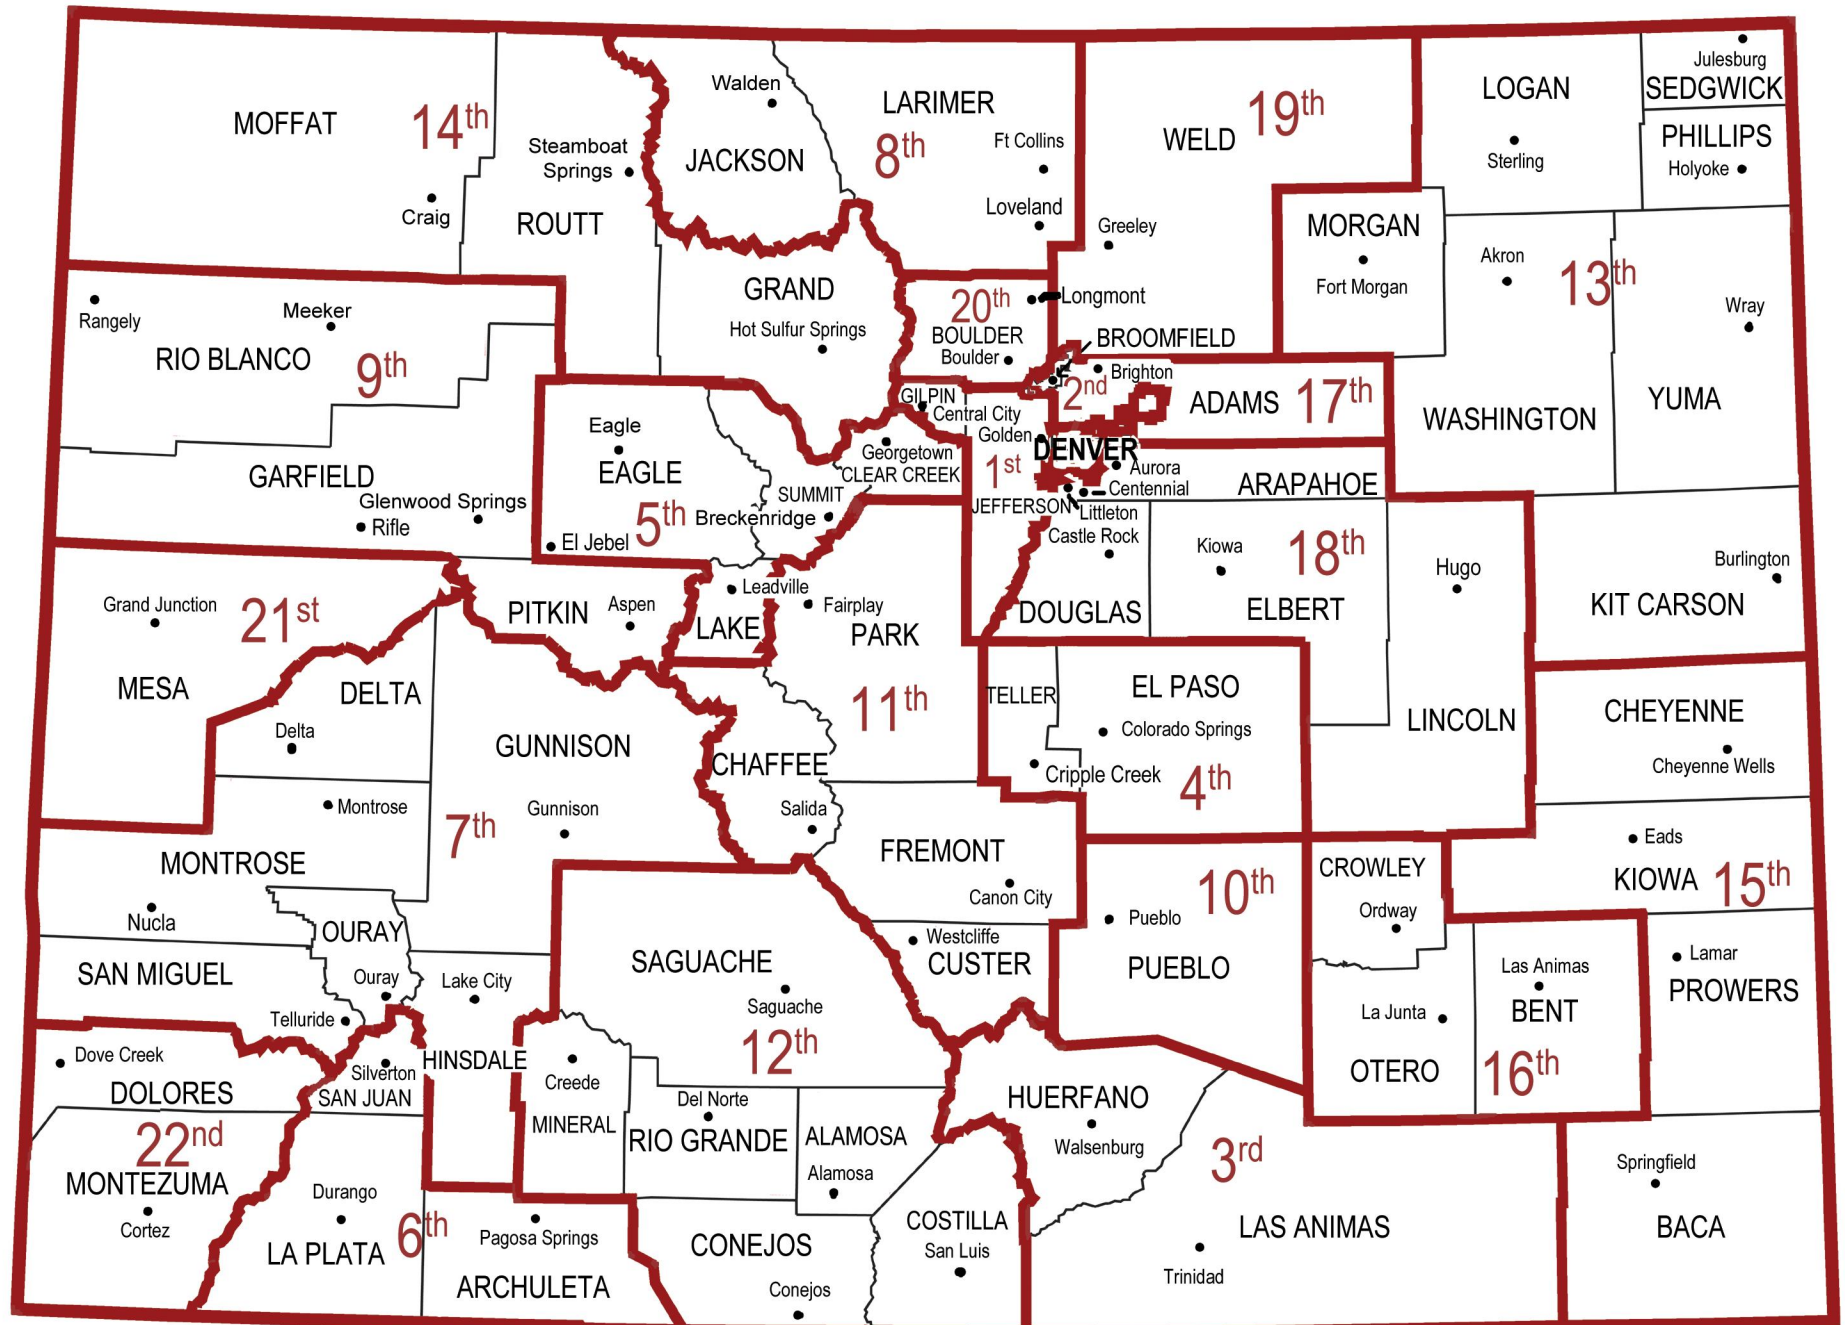 MOFFAT
14th
Craig
Steamboat
Springs
ROUTT
Walden
JACKSON
LARIMER
8th
Ft Collins
Loveland
WELD
19th
Greeley
LOGAN
Sterling
Julesburg
SEDGWICK
PHILLIPS
Holyoke
MORGAN
Fort Morgan
Akron
13th
Wray
YUMA
WASHINGTON
Rangely
Meeker
RIO BLANCO
9th
GRAND
Hot Sulfur Springs
20th
BOULDER
Boulder
Longmont
BROOMFIELD
2nd
Brighton
ADAMS
17th
GARFIELD
Glenwood Springs
Rifle
Eagle
EAGLE
5th
El Jebel
SUMMIT
Breckenridge
GILPIN
Central City
Golden
Georgetown
CLEAR CREEK
1st
JEFFERSON
DENVER
Aurora
Centennial
Littleton
ARAPAHOE
Castle Rock
DOUGLAS
Kiowa
18th
ELBERT
Hugo
LINCOLN
Burlington
KIT CARSON
Grand Junction
21st
MESA
PITKIN
Aspen
Leadville
LAKE
Fairplay
PARK
11th
DELTA
Delta
GUNNISON
Gunnison
7th
Montrose
MONTROSE
Nucla
CHAFFEE
Salida
TELLER
EL PASO
Colorado Springs
Cripple Creek
4th
CHEYENNE
Cheyenne Wells
Eads
KIOWA
15th
FREMONT
Canon City
10th
Pueblo
PUEBLO
CROWLEY
Ordway
OURAY
Ouray
SAN MIGUEL
Telluride
Lake City
HINSDALE
SAGUACHE
Saguache
12th
Westcliffe
CUSTER
La Junta
OTERO
Las Animas
BENT
16th
Lamar
PROWERS
Dove Creek
DOLORES
22nd
MONTEZUMA
Cortez
Silverton
SAN JUAN
Durango
LA PLATA
6th
Pagosa Springs
ARCHULETA
Creede
MINERAL
Del Norte
RIO GRANDE
ALAMOSA
Alamosa
CONEJOS
Conejos
COSTILLA
San Luis
HUERFANO
Walsenburg
3rd
LAS ANIMAS
Trinidad
Springfield
BACA